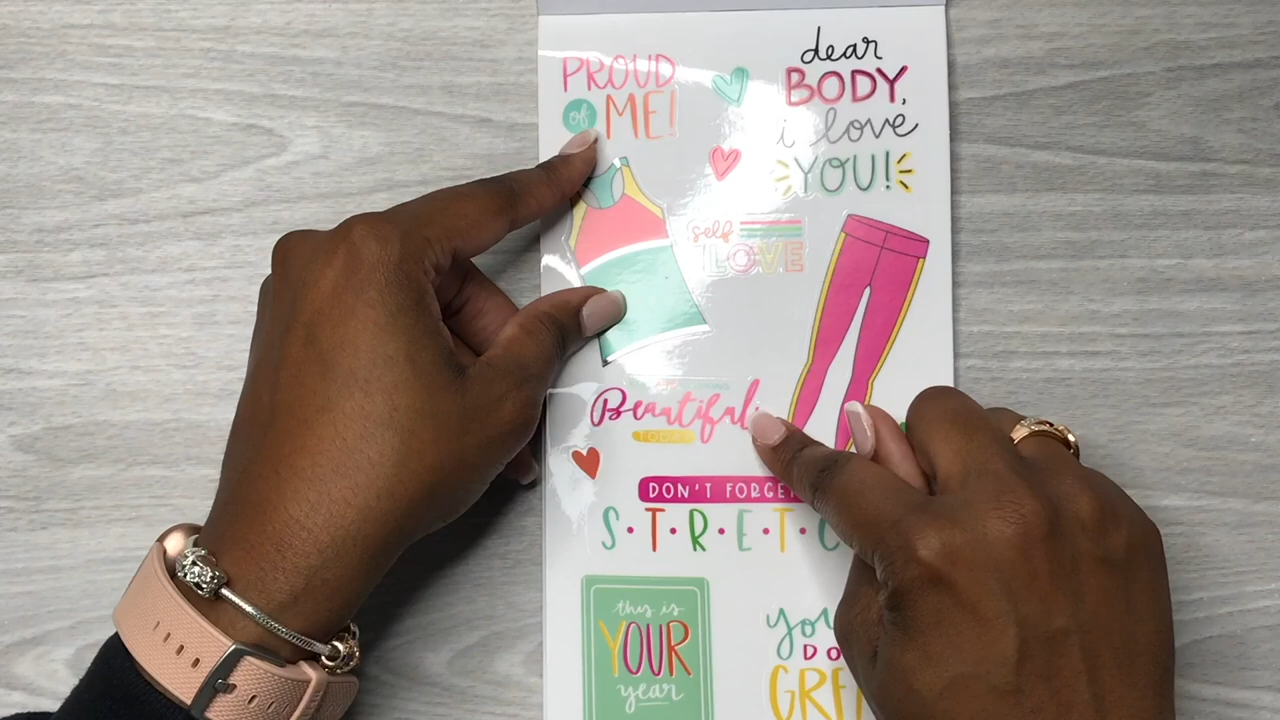 PROUD
of ME!
dear
BODY,
i love
YOU!
self
LOVE
Beautiful
TODAY
DON'T FORGET
S·T·R·E·T·C
this is
YOUR
year
YOU
DO
GRE